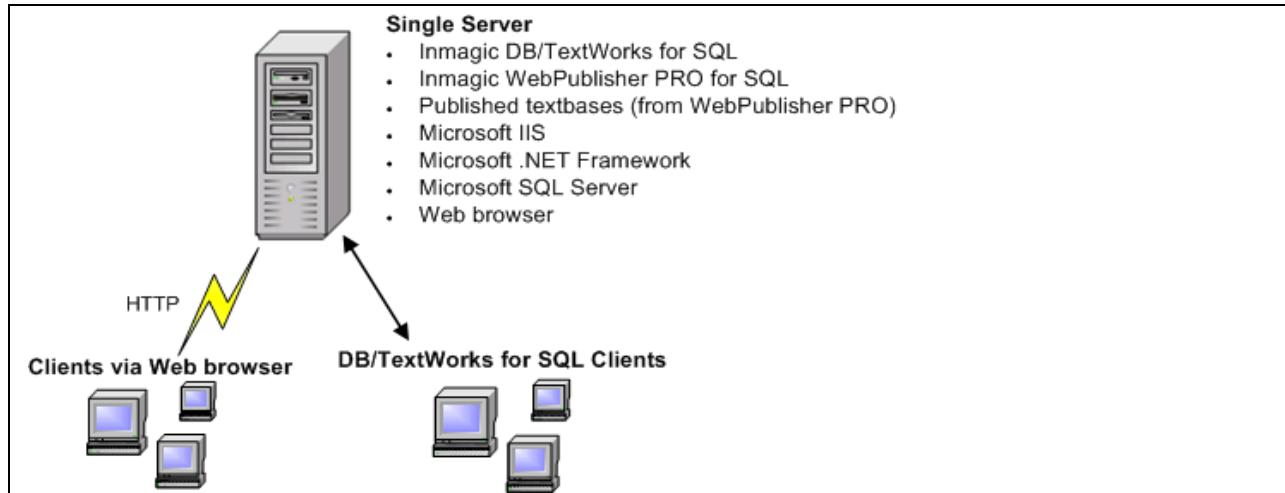 Single Server
• Inmagic DB/TextWorks for SQL
• Inmagic WebPublisher PRO for SQL
• Published textbases (from WebPublisher PRO)
• Microsoft IIS
• Microsoft .NET Framework
• Microsoft SQL Server
• Web browser
HTTP
Clients via Web browser
DB/TextWorks for SQL Clients